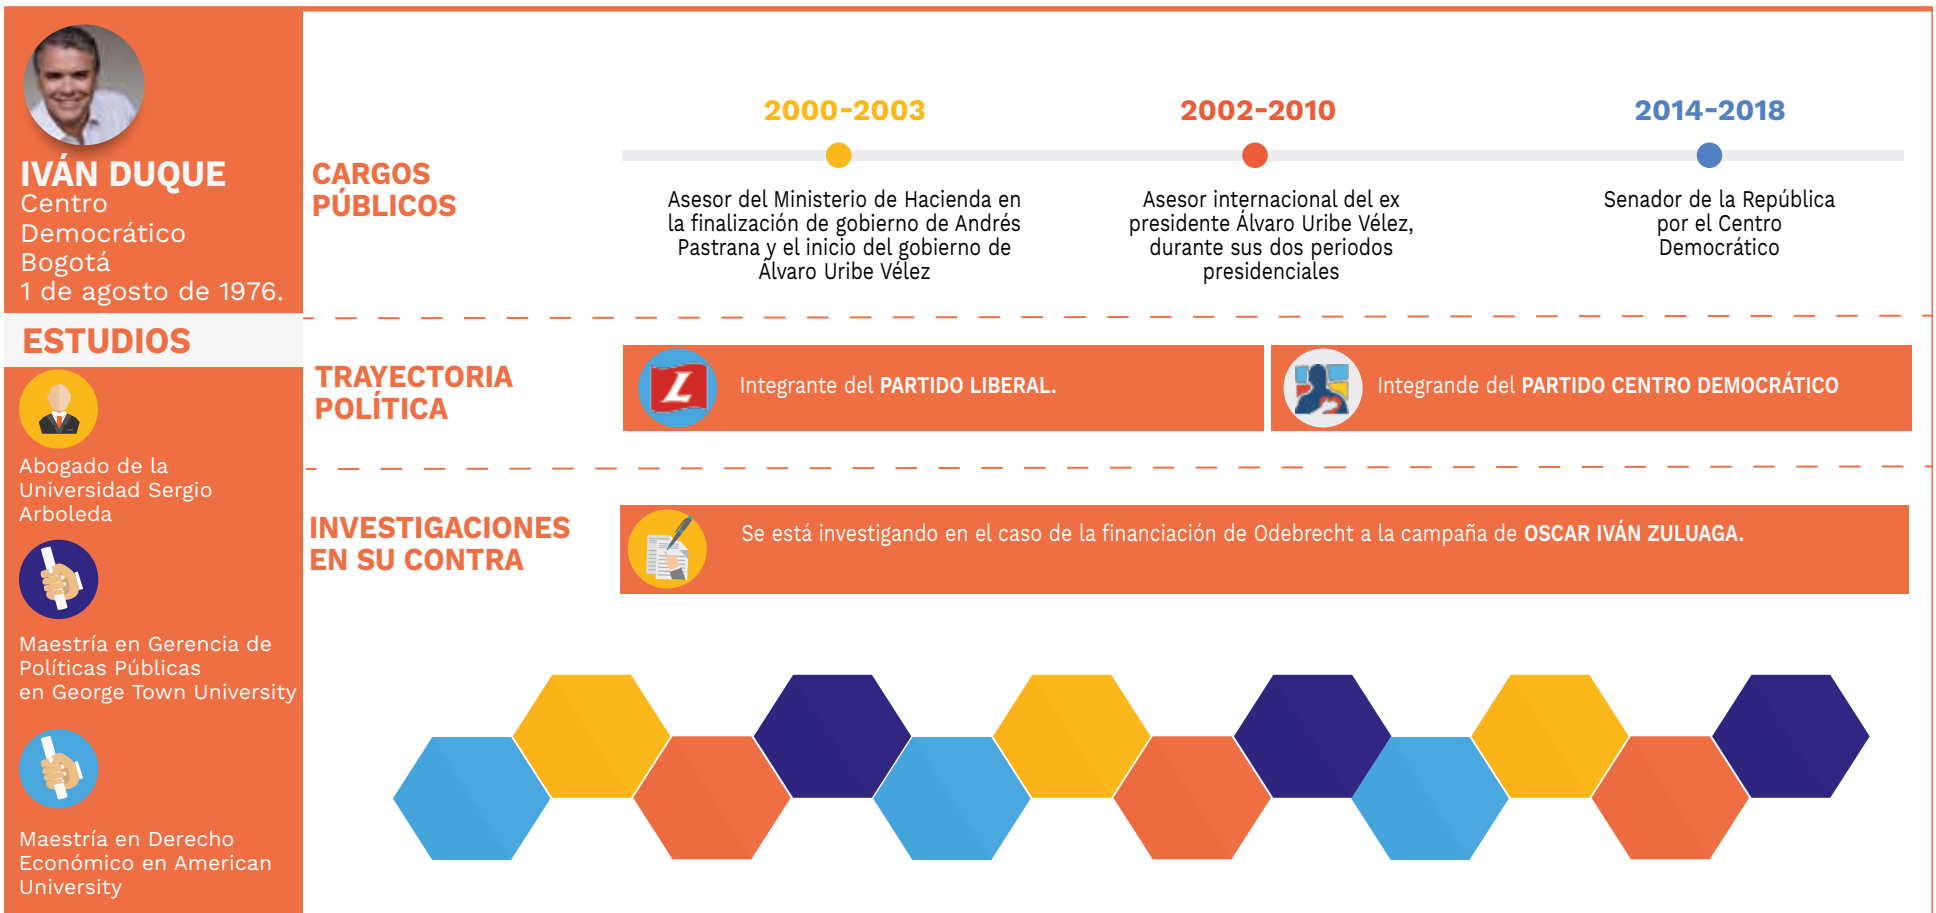 IVÁN DUQUE
Centro
Democrático
Bogotá
1 de agosto de 1976.
ESTUDIOS
Abogado de la
Universidad Sergio
Arboleda
Maestría en Gerencia de
Políticas Públicas
en George Town University
Maestría en Derecho
Económico en American
University
CARGOS
PÚBLICOS
2000-2003
Asesor del Ministerio de Hacienda en
la finalización de gobierno de Andrés
Pastrana y el inicio del gobierno de
Álvaro Uribe Vélez
2002-2010
Asesor internacional del ex
presidente Álvaro Uribe Vélez,
durante sus dos periodos
presidenciales
2014-2018
Senador de la República
por el Centro
Democrático
TRAYECTORIA
POLÍTICA
L
Integrante del PARTIDO LIBERAL.
Integrande del PARTIDO CENTRO DEMOCRÁTICO
INVESTIGACIONES
EN SU CONTRA
Se está investigando en el caso de la financiación de Odebrecht a la campaña de OSCAR IVÁN ZULUAGA.